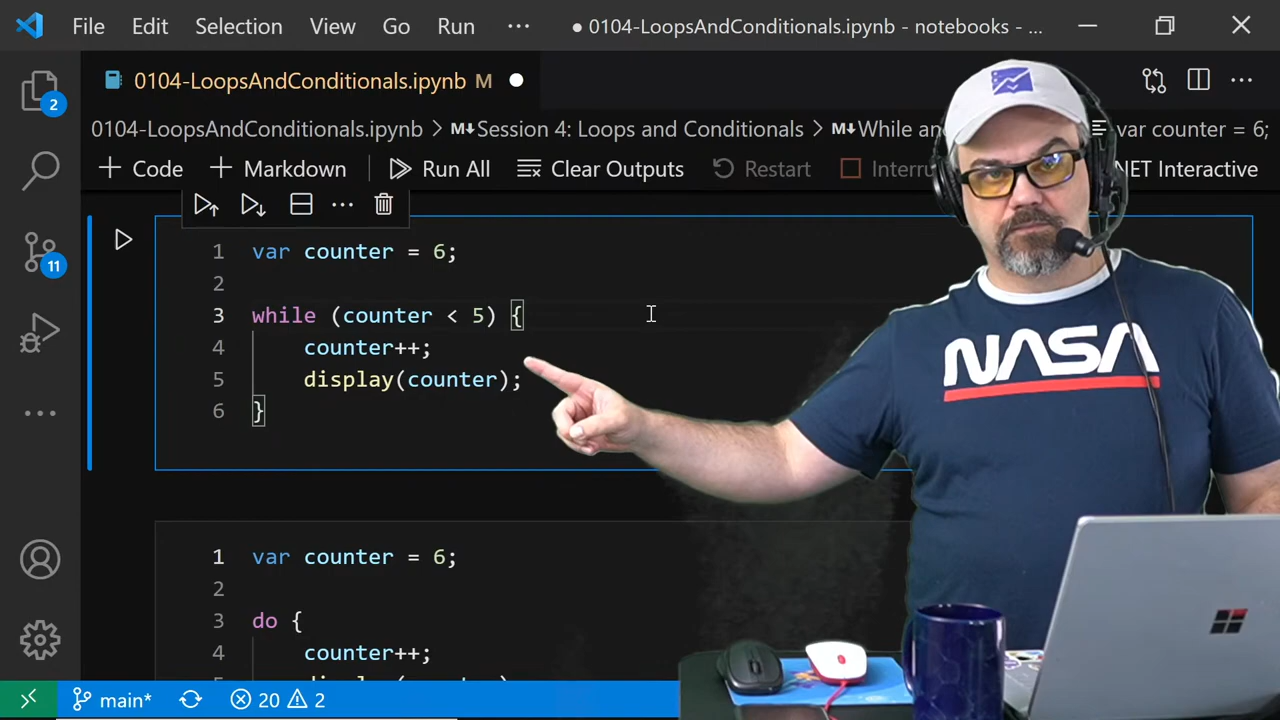 File Edit Selection View Go Run ··· ● 0104-LoopsAndConditionals.ipynb - notebooks - ...
0104-LoopsAndConditionals.ipynb M
2
0104-LoopsAndConditionals.ipynb > M↓Session 4: Loops and Conditionals > M↓While an var counter = 6;
+ Code + Markdown Run All Clear Outputs Restart Interru NET Interactive
1 var counter = 6;
2
3 while (counter < 5) {
4 counter++;
5 display(counter);
6 }
11
NASA
1 var counter = 6;
2
3 do {
4 counter++;
main* 20 2